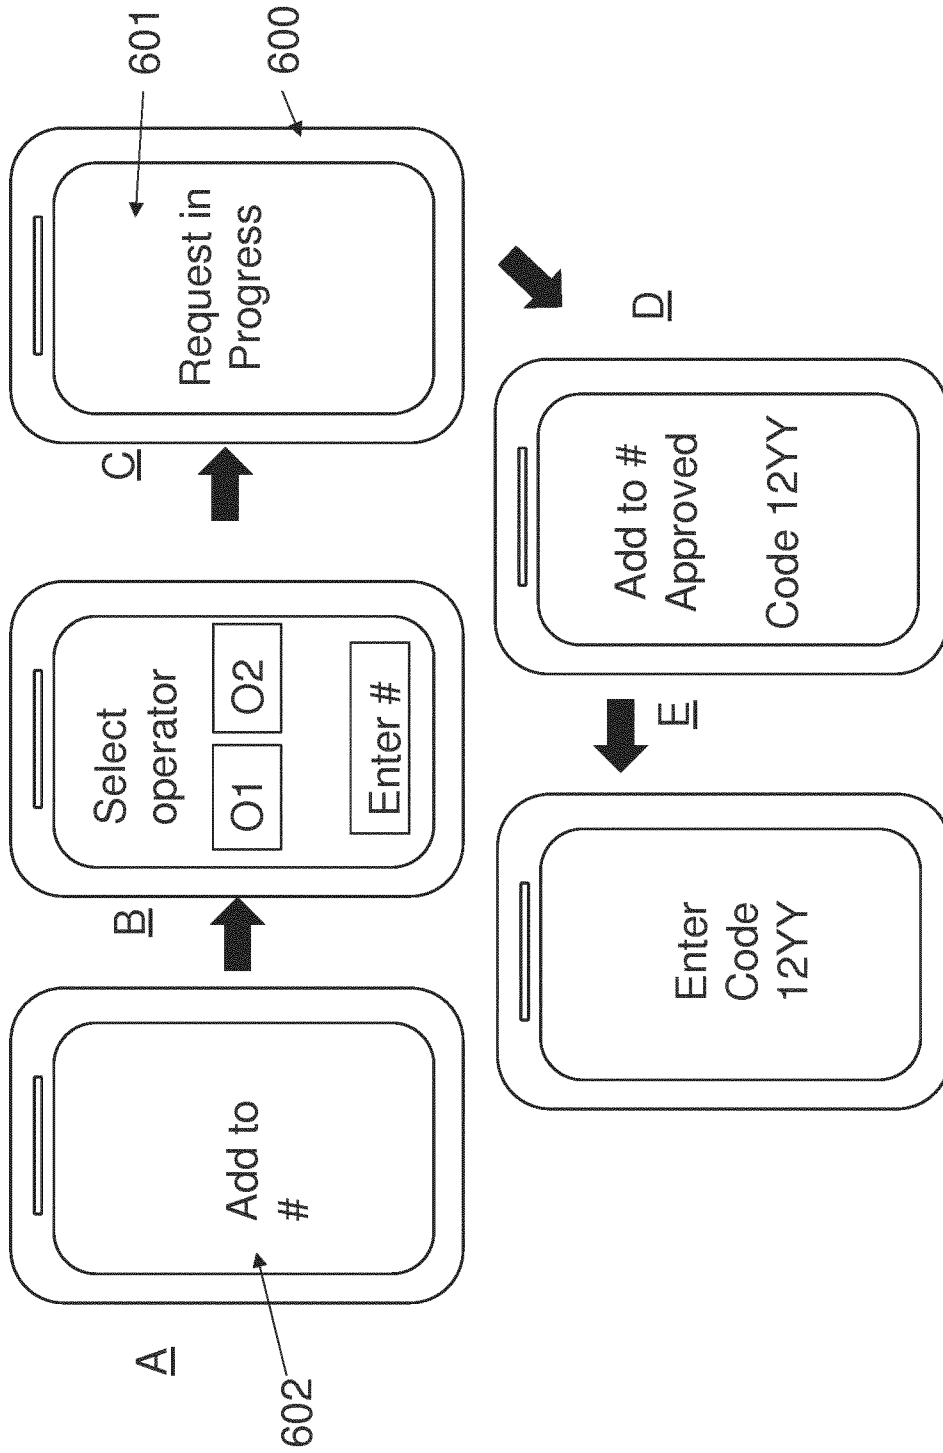 A
602
Add to
#
B
Select
operator
O1 O2
Enter #
C
601
600
Request in
Progress
D
Add to #
Approved
Code 12YY
E
Enter
Code
12YY